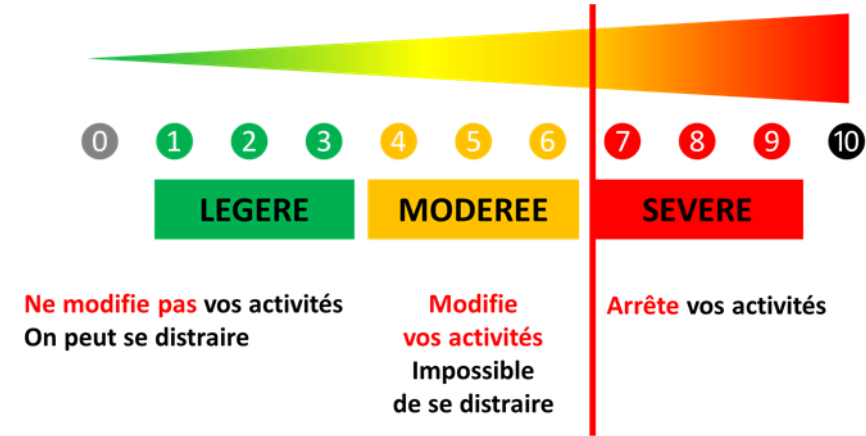 0 1 2 3 4 5 6 7 8 9 10
LEGERE MODEREE SEVERE
Ne modifie pas vos activités
On peut se distraire
Modifie
vos activités
Impossible
de se distraire
Arrête vos activités